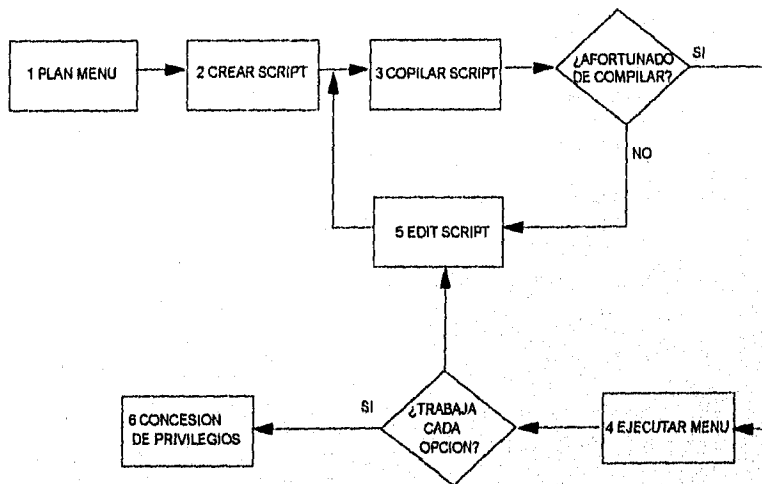 1 PLAN MENU
2 CREAR SCRIPT
3 COPILAR SCRIPT
¿AFORTUNADO
DE COMPILAR?
SI
NO
5 EDIT SCRIPT
6 CONCESION
DE PRIVILEGIOS
SI
¿TRABAJA
CADA
OPCION?
4 EJECUTAR MENU